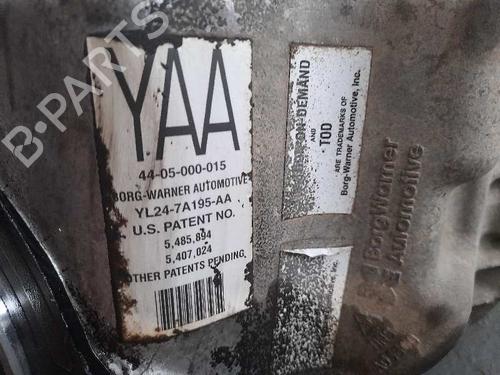 YAA
44-05-000-015
BORG-WARNER AUTOMOTIVE
YL24-7A195-AA
U.S. PATENT NO.
5,485,894
5,407,024
OTHER PATENTS PENDING
ON-DEMAND
AND
TOD
ARE TRADEMARKS OF
Borg-Warner Automotive, Inc.
BorgWarner
Automotive
B-PARTS